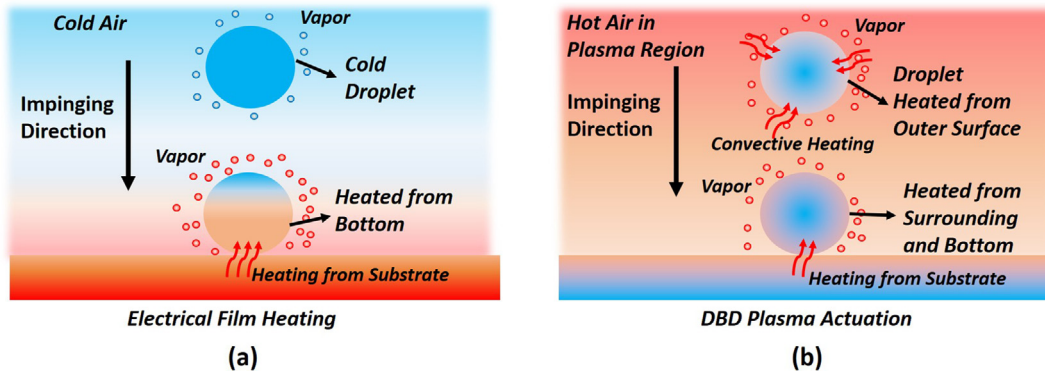 Cold Air
Vapor
Cold
Droplet
Impinging
Direction
Vapor
Heated from
Bottom
Heating from Substrate
Electrical Film Heating
(a)
Hot Air in
Plasma Region
Vapor
Droplet
Heated from
Outer Surface
Impinging
Direction
Convective Heating
Vapor
Heated from
Surrounding
and Bottom
Heating from Substrate
DBD Plasma Actuation
(b)